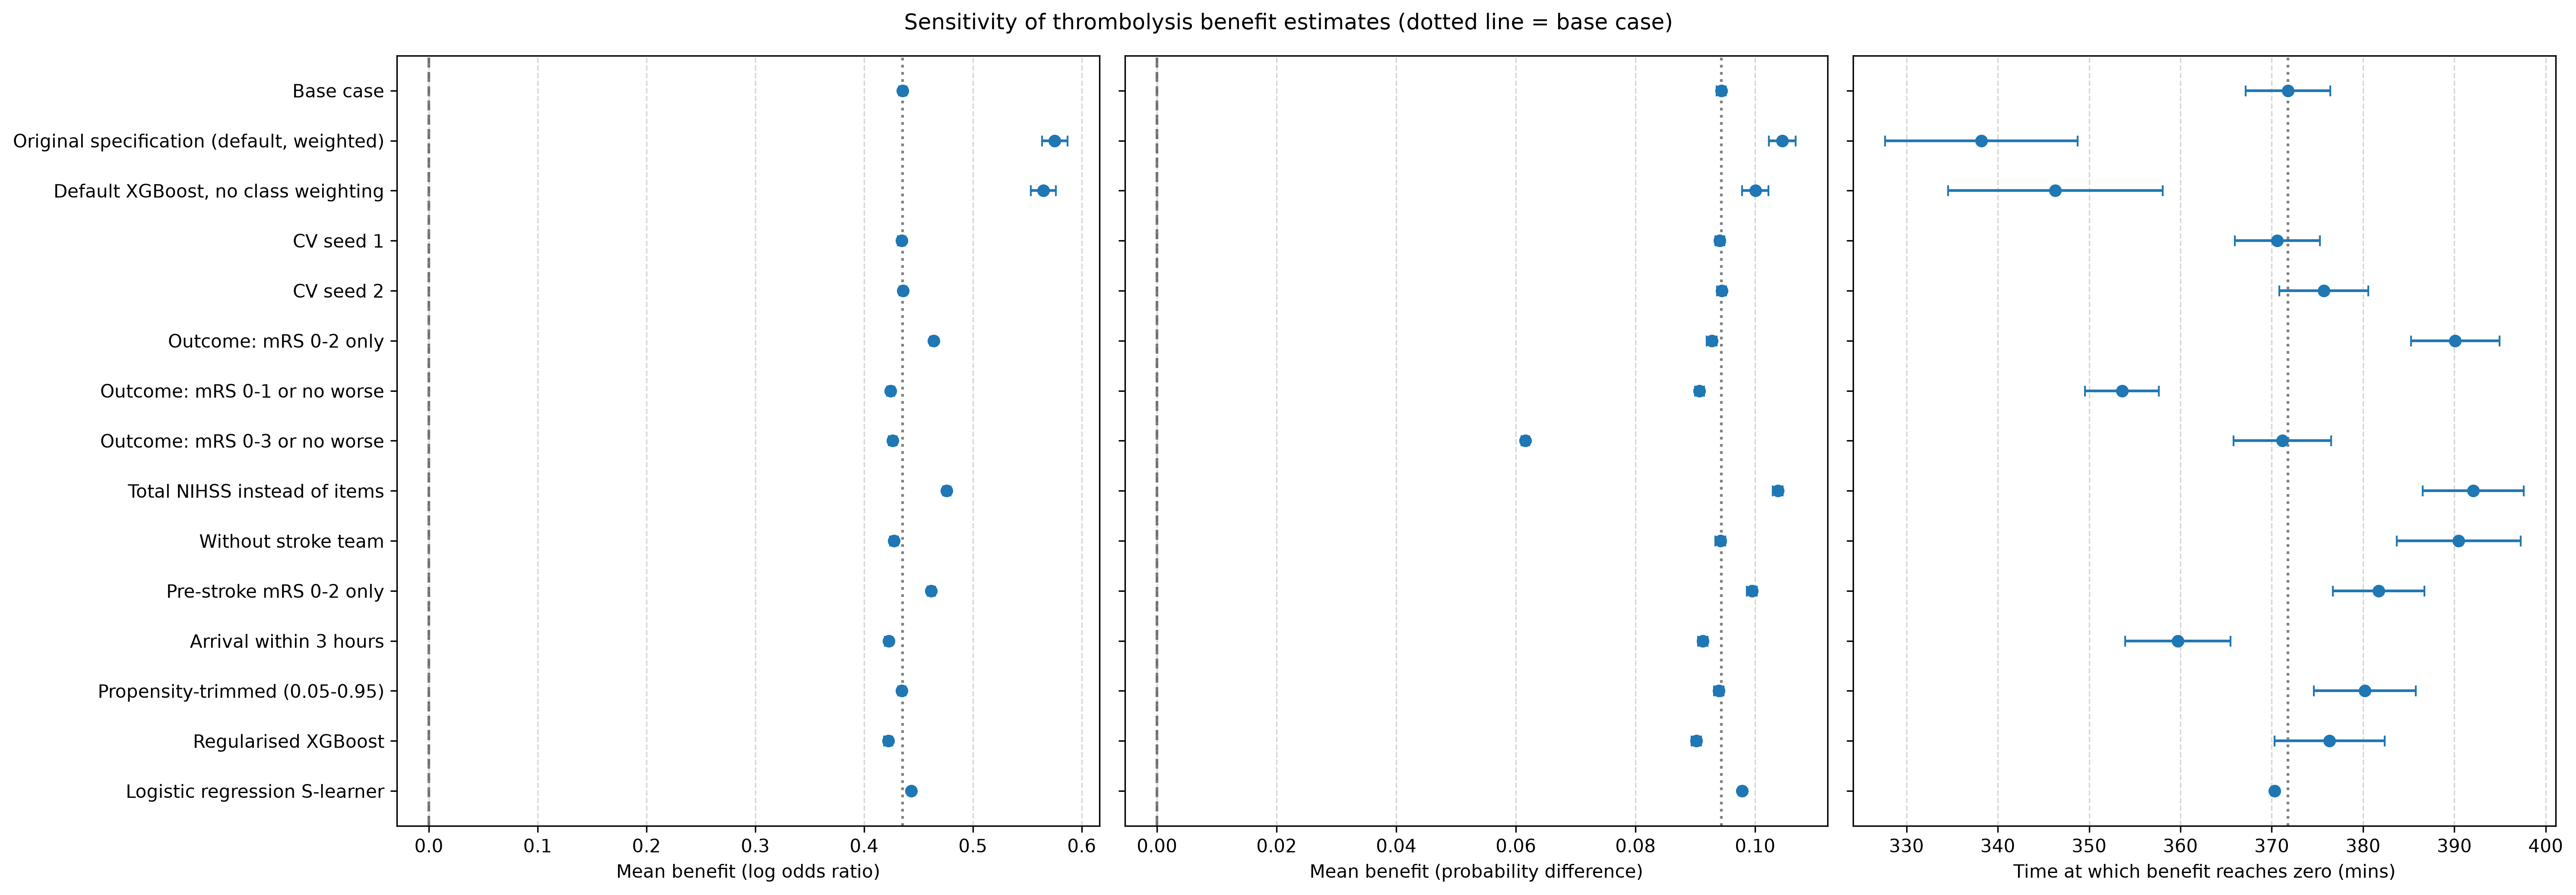 Sensitivity of thrombolysis benefit estimates (dotted line = base case)
Base case
Original specification (default, weighted)
Default XGBoost, no class weighting
CV seed 1
CV seed 2
Outcome: mRS 0-2 only
Outcome: mRS 0-1 or no worse
Outcome: mRS 0-3 or no worse
Total NIHSS instead of items
Without stroke team
Pre-stroke mRS 0-2 only
Arrival within 3 hours
Propensity-trimmed (0.05-0.95)
Regularised XGBoost
Logistic regression S-learner
0.0 0.1 0.2 0.3 0.4 0.5 0.6
Mean benefit (log odds ratio)
0.00 0.02 0.04 0.06 0.08 0.10
Mean benefit (probability difference)
330 340 350 360 370 380 390 400
Time at which benefit reaches zero (mins)